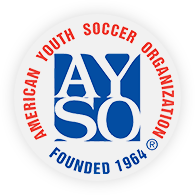 AMERICAN YOUTH SOCCER ORGANIZATION
AY
SO
®
FOUNDED 1964